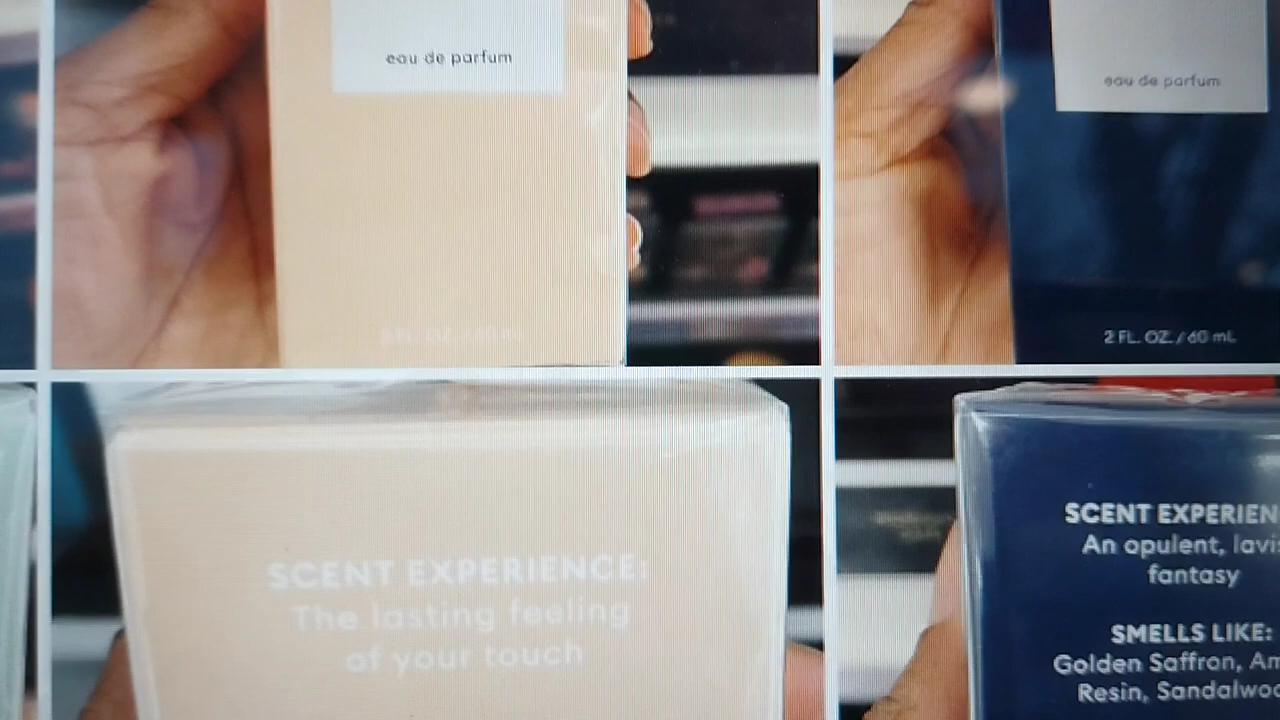 eau de parfum
eau de parfum
2 FL. OZ. / 60 mL
SCENT EXPERIENCE:
The lasting feeling
of your touch
SCENT EXPERIEN
An opulent, lavis
fantasy
SMELLS LIKE:
Golden Saffron, Am
Resin, Sandalwoo